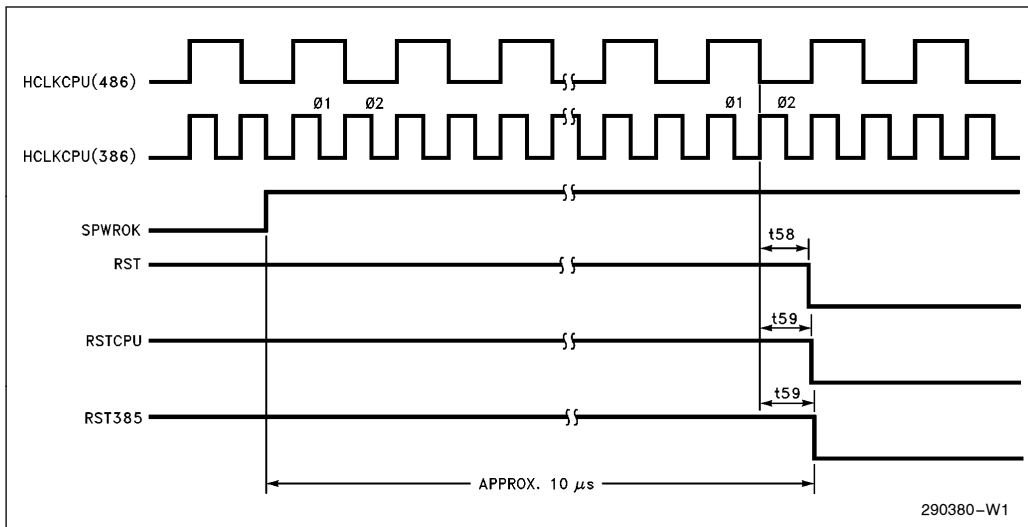 HCLKCPU(486)
Ø1 Ø2 Ø1 Ø2
HCLKCPU(386)
SPWROK
t58
RST
t59
RSTCPU
t59
RST385
APPROX. 10 µs
290380–W1